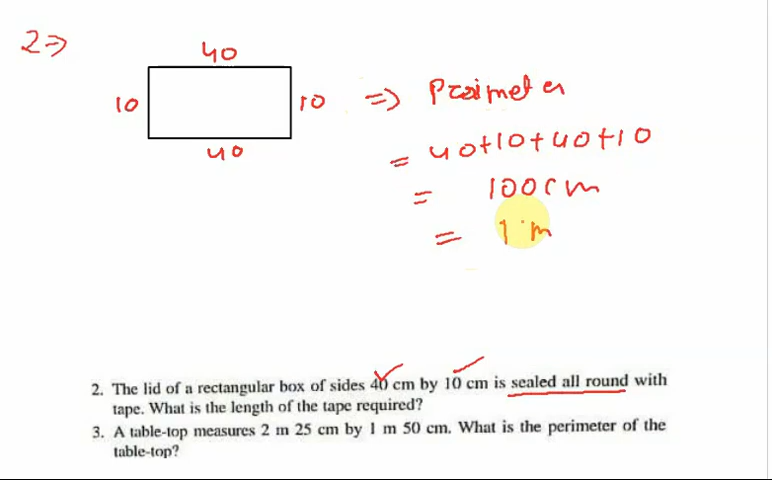 2⇒
40
10
10
40
⇒ Perimeter
= 40+10+40+10
= 100cm
= 1 m
2. The lid of a rectangular box of sides 40 cm by 10 cm is sealed all round with
tape. What is the length of the tape required?
3. A table-top measures 2 m 25 cm by 1 m 50 cm. What is the perimeter of the
table-top?